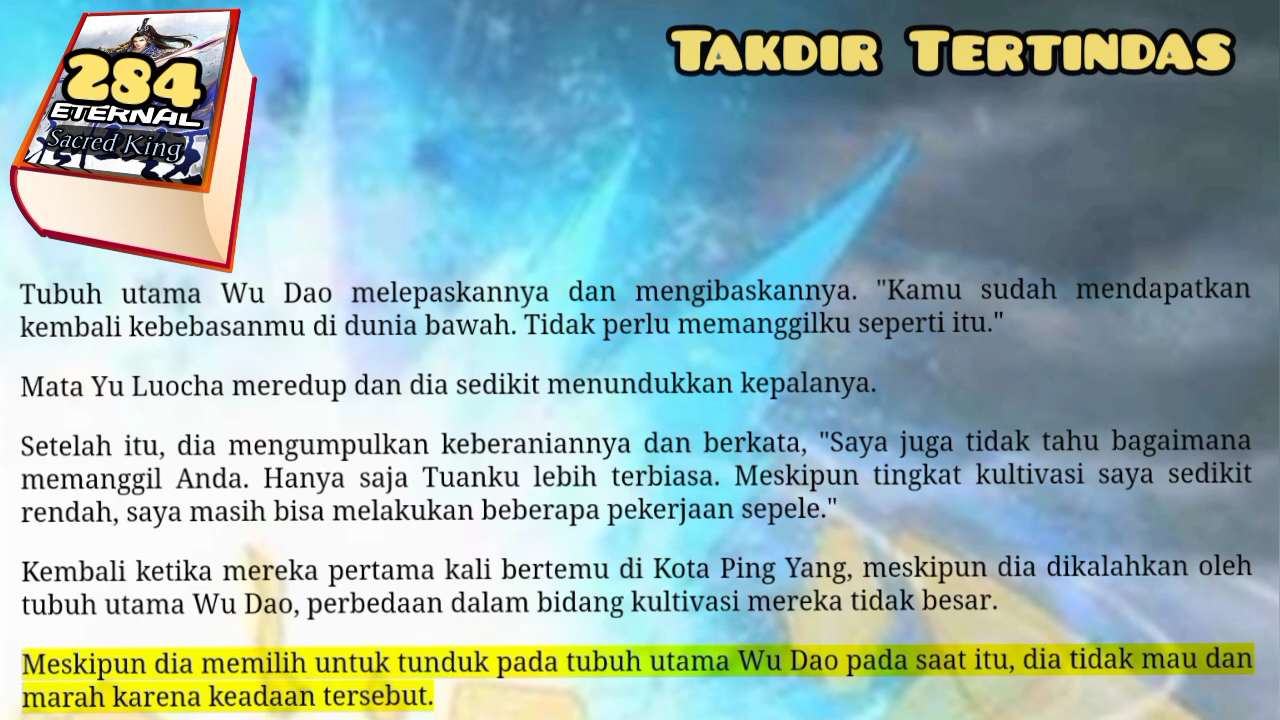 TAKDIR TERTINDAS
284
ETERNAL
Sacred King
Tubuh utama Wu Dao melepaskannya dan mengibaskannya. "Kamu sudah mendapatkan
kembali kebebasanmu di dunia bawah. Tidak perlu memanggilku seperti itu."
Mata Yu Luocha meredup dan dia sedikit menundukkan kepalanya.
Setelah itu, dia mengumpulkan keberaniannya dan berkata, "Saya juga tidak tahu bagaimana
memanggil Anda. Hanya saja Tuanku lebih terbiasa. Meskipun tingkat kultivasi saya sedikit
rendah, saya masih bisa melakukan beberapa pekerjaan sepele."
Kembali ketika mereka pertama kali bertemu di Kota Ping Yang, meskipun dia dikalahkan oleh
tubuh utama Wu Dao, perbedaan dalam bidang kultivasi mereka tidak besar.
Meskipun dia memilih untuk tunduk pada tubuh utama Wu Dao pada saat itu, dia tidak mau dan
marah karena keadaan tersebut.